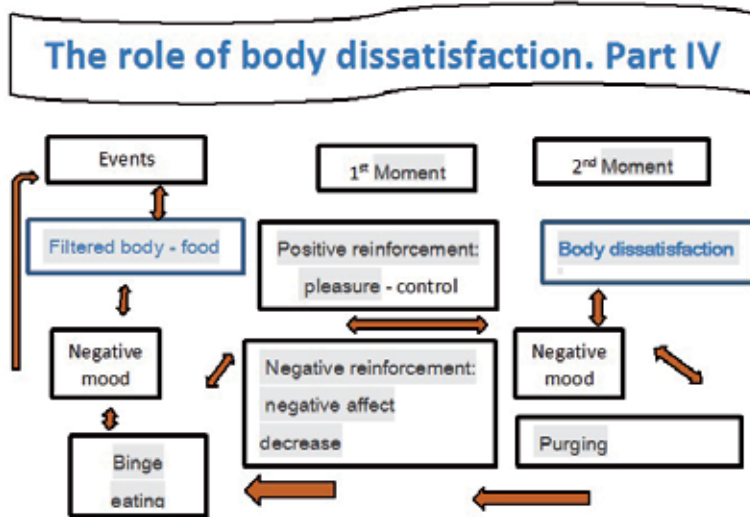 The role of body dissatisfaction. Part IV
Events
1st Moment
2nd Moment
Filtered body - food
Positive reinforcement:
pleasure - control
Body dissatisfaction
Negative
mood
Negative reinforcement:
negative affect
decrease
Negative
mood
Binge
eating
Purging